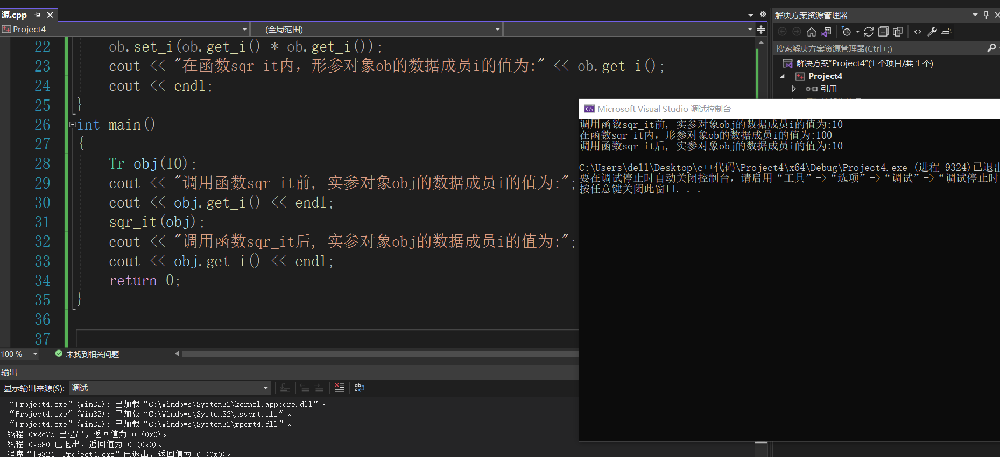 源.cpp
Project4
(全局范围)
22 ob.set_i(ob.get_i() * ob.get_i());
23 cout << "在函数sqr_it内，形参对象ob的数据成员i的值为:" << ob.get_i();
24 cout << endl;
25 }
26 int main()
27 {
28 Tr obj(10);
29 cout << "调用函数sqr_it前, 实参对象obj的数据成员i的值为:";
30 cout << obj.get_i() << endl;
31 sqr_it(obj);
32 cout << "调用函数sqr_it后, 实参对象obj的数据成员i的值为:";
33 cout << obj.get_i() << endl;
34 return 0;
35 }
36
37
100 %
未找到相关问题
输出
显示输出来源(S): 调试
“Project4.exe”(Win32): 已加载“C:\Windows\System32\kernel.appcore.dll”。
“Project4.exe”(Win32): 已加载“C:\Windows\System32\msvcrt.dll”。
“Project4.exe”(Win32): 已加载“C:\Windows\System32\rpcrt4.dll”。
线程 0x2c7c 已退出，返回值为 0 (0x0)。
线程 0xc80 已退出，返回值为 0 (0x0)。
程序“[9324] Project4.exe”已退出，返回值为 0 (0x0)。
解决方案资源管理器
搜索解决方案资源管理器(Ctrl+;)
解决方案"Project4"(1 个项目/共 1 个)
Project4
引用
Microsoft Visual Studio 调试控制台
调用函数sqr_it前, 实参对象obj的数据成员i的值为:10
在函数sqr_it内，形参对象ob的数据成员i的值为:100
调用函数sqr_it后, 实参对象obj的数据成员i的值为:10
C:\Users\dell\Desktop\c++代码\Project4\x64\Debug\Project4.exe (进程 9324)已退出
要在调试停止时自动关闭控制台，请启用“工具”->“选项”->“调试”->“调试停止时
按任意键关闭此窗口. . .